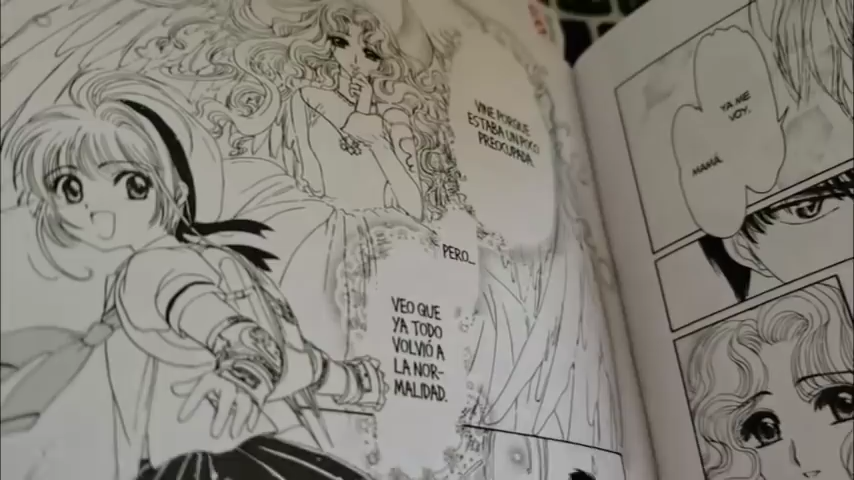 VINE PORQUE
ESTABA UN POCO
PREOCUPADA.
PERO...
VEO QUE
YA TODO
VOLVIÓ A
LA NOR-
MALIDAD.
YA ME
VOY,
MAMÁ